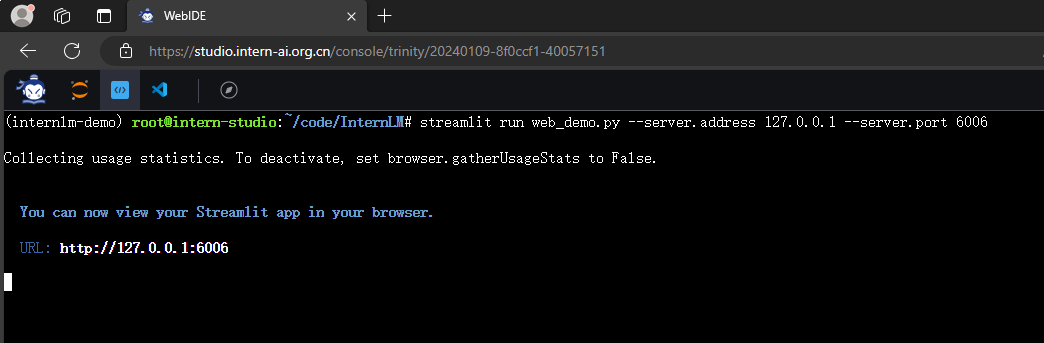 WebIDE
https://studio.intern-ai.org.cn/console/trinity/20240109-8f0ccf1-40057151
(internlm-demo) root@intern-studio:~/code/InternLM# streamlit run web_demo.py --server.address 127.0.0.1 --server.port 6006
Collecting usage statistics. To deactivate, set browser.gatherUsageStats to False.
You can now view your Streamlit app in your browser.
URL: http://127.0.0.1:6006